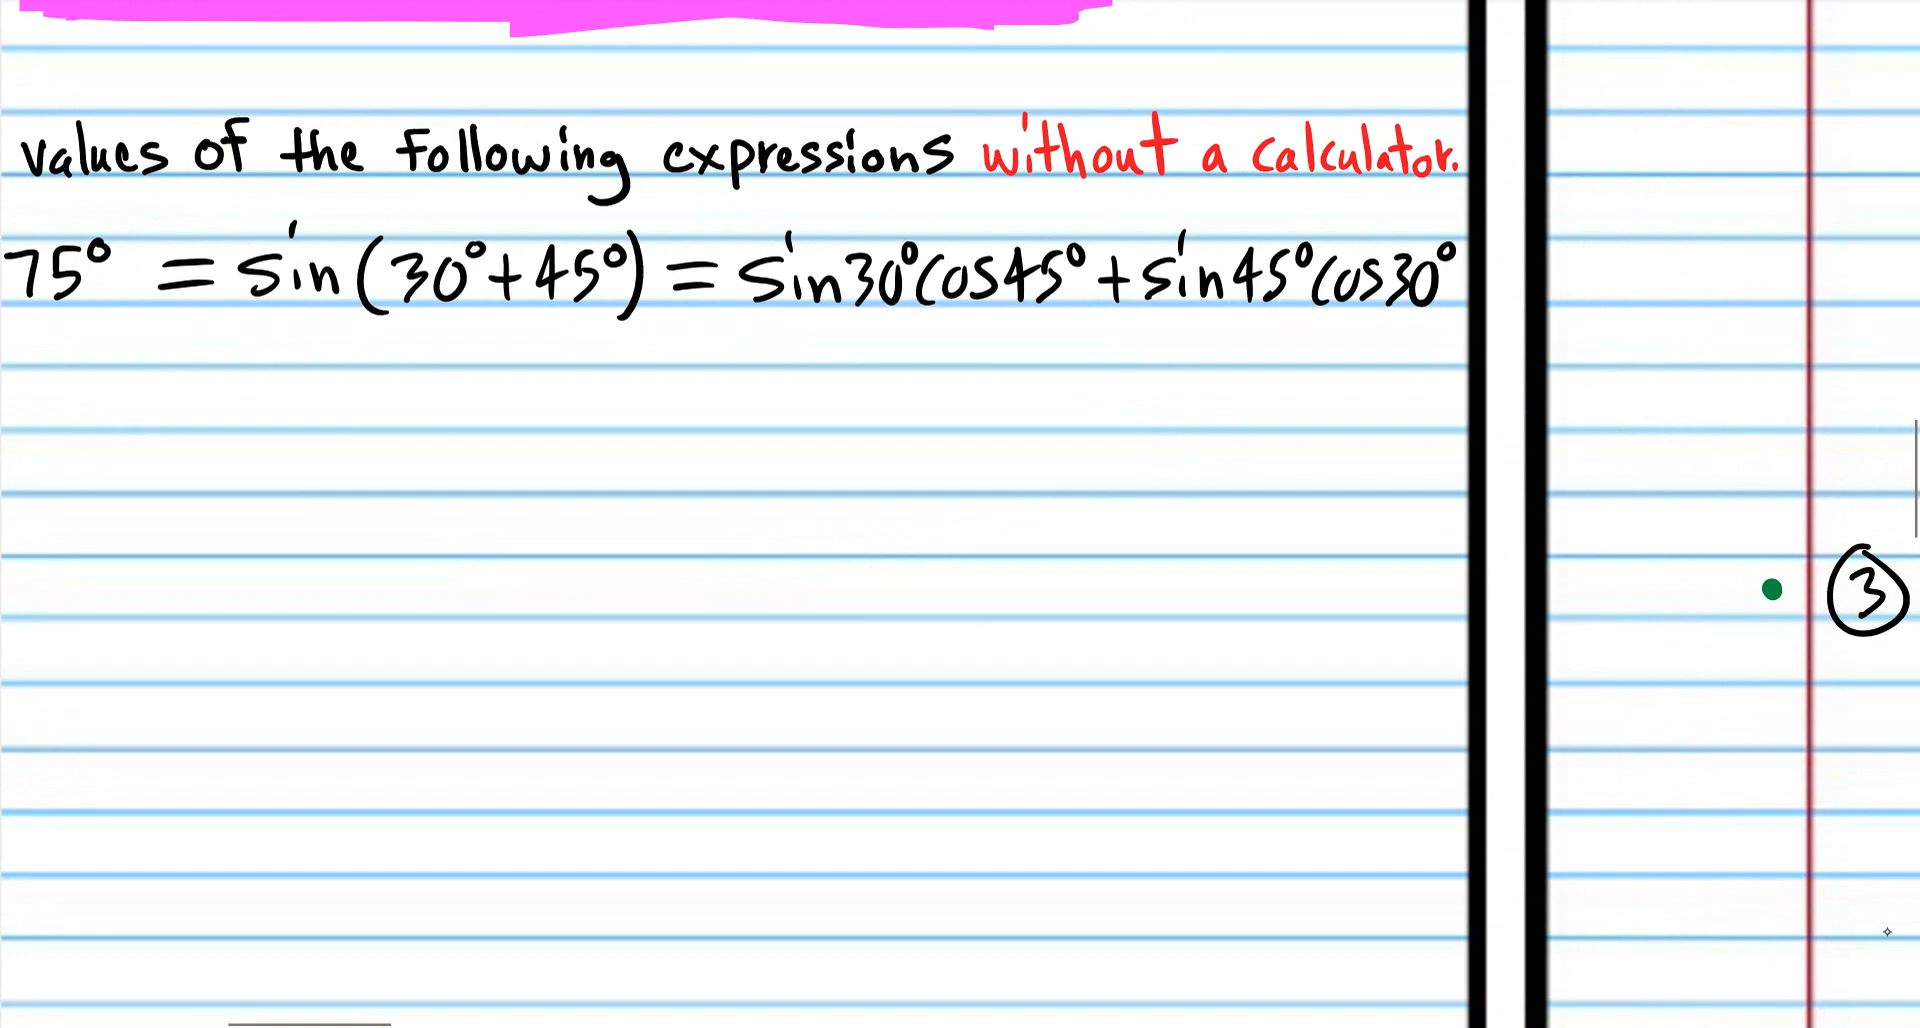 values of the following expressions without a calculator.
75° = sin(30°+45°) = sin30°cos45° + sin45°cos30°
3